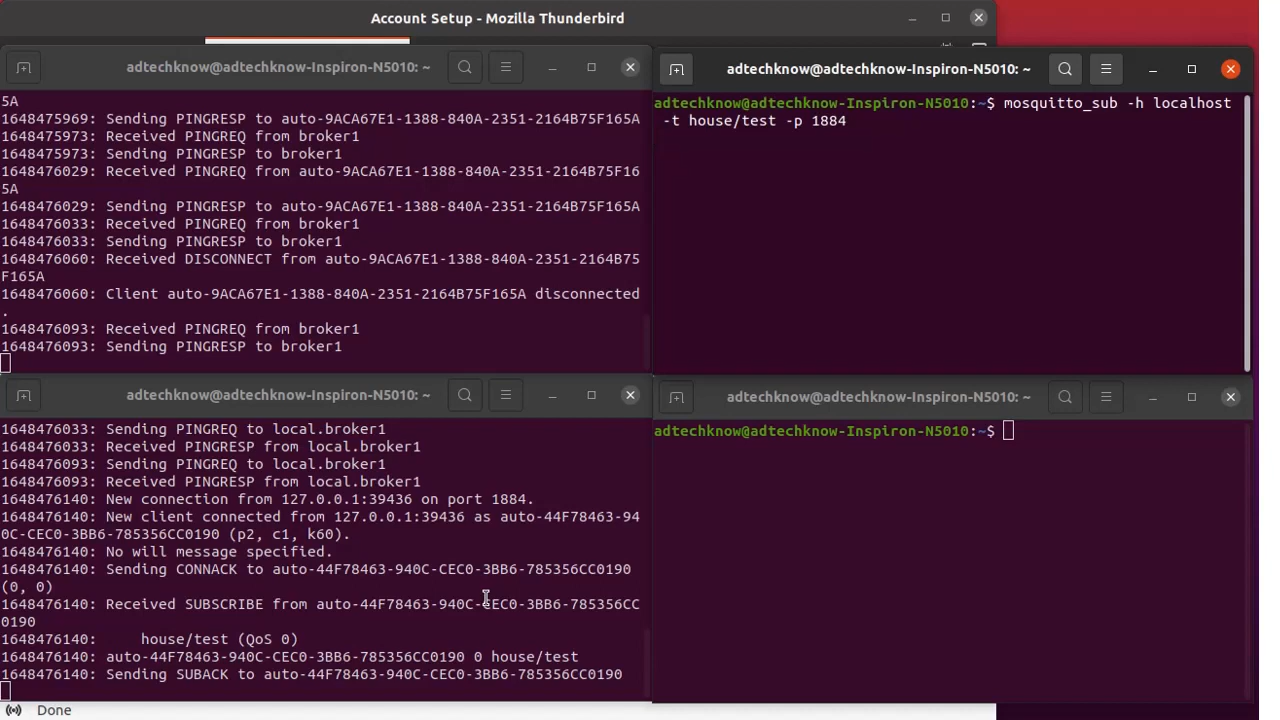 Account Setup - Mozilla Thunderbird
adtechknow@adtechknow-Inspiron-N5010: ~
5A
1648475969: Sending PINGRESP to auto-9ACA67E1-1388-840A-2351-2164B75F165A
1648475973: Received PINGREQ from broker1
1648475973: Sending PINGRESP to broker1
1648476029: Received PINGREQ from auto-9ACA67E1-1388-840A-2351-2164B75F16
5A
1648476029: Sending PINGRESP to auto-9ACA67E1-1388-840A-2351-2164B75F165A
1648476033: Received PINGREQ from broker1
1648476033: Sending PINGRESP to broker1
1648476060: Received DISCONNECT from auto-9ACA67E1-1388-840A-2351-2164B75
F165A
1648476060: Client auto-9ACA67E1-1388-840A-2351-2164B75F165A disconnected
.
1648476093: Received PINGREQ from broker1
1648476093: Sending PINGRESP to broker1
adtechknow@adtechknow-Inspiron-N5010: ~
adtechknow@adtechknow-Inspiron-N5010:~$ mosquitto_sub -h localhost
-t house/test -p 1884
adtechknow@adtechknow-Inspiron-N5010: ~
1648476033: Sending PINGREQ to local.broker1
1648476033: Received PINGRESP from local.broker1
1648476093: Sending PINGREQ to local.broker1
1648476093: Received PINGRESP from local.broker1
1648476140: New connection from 127.0.0.1:39436 on port 1884.
1648476140: New client connected from 127.0.0.1:39436 as auto-44F78463-94
0C-CEC0-3BB6-785356CC0190 (p2, c1, k60).
1648476140: No will message specified.
1648476140: Sending CONNACK to auto-44F78463-940C-CEC0-3BB6-785356CC0190
(0, 0)
1648476140: Received SUBSCRIBE from auto-44F78463-940C-CEC0-3BB6-785356CC
0190
1648476140:     house/test (QoS 0)
1648476140: auto-44F78463-940C-CEC0-3BB6-785356CC0190 0 house/test
1648476140: Sending SUBACK to auto-44F78463-940C-CEC0-3BB6-785356CC0190
adtechknow@adtechknow-Inspiron-N5010: ~
adtechknow@adtechknow-Inspiron-N5010:~$
Done